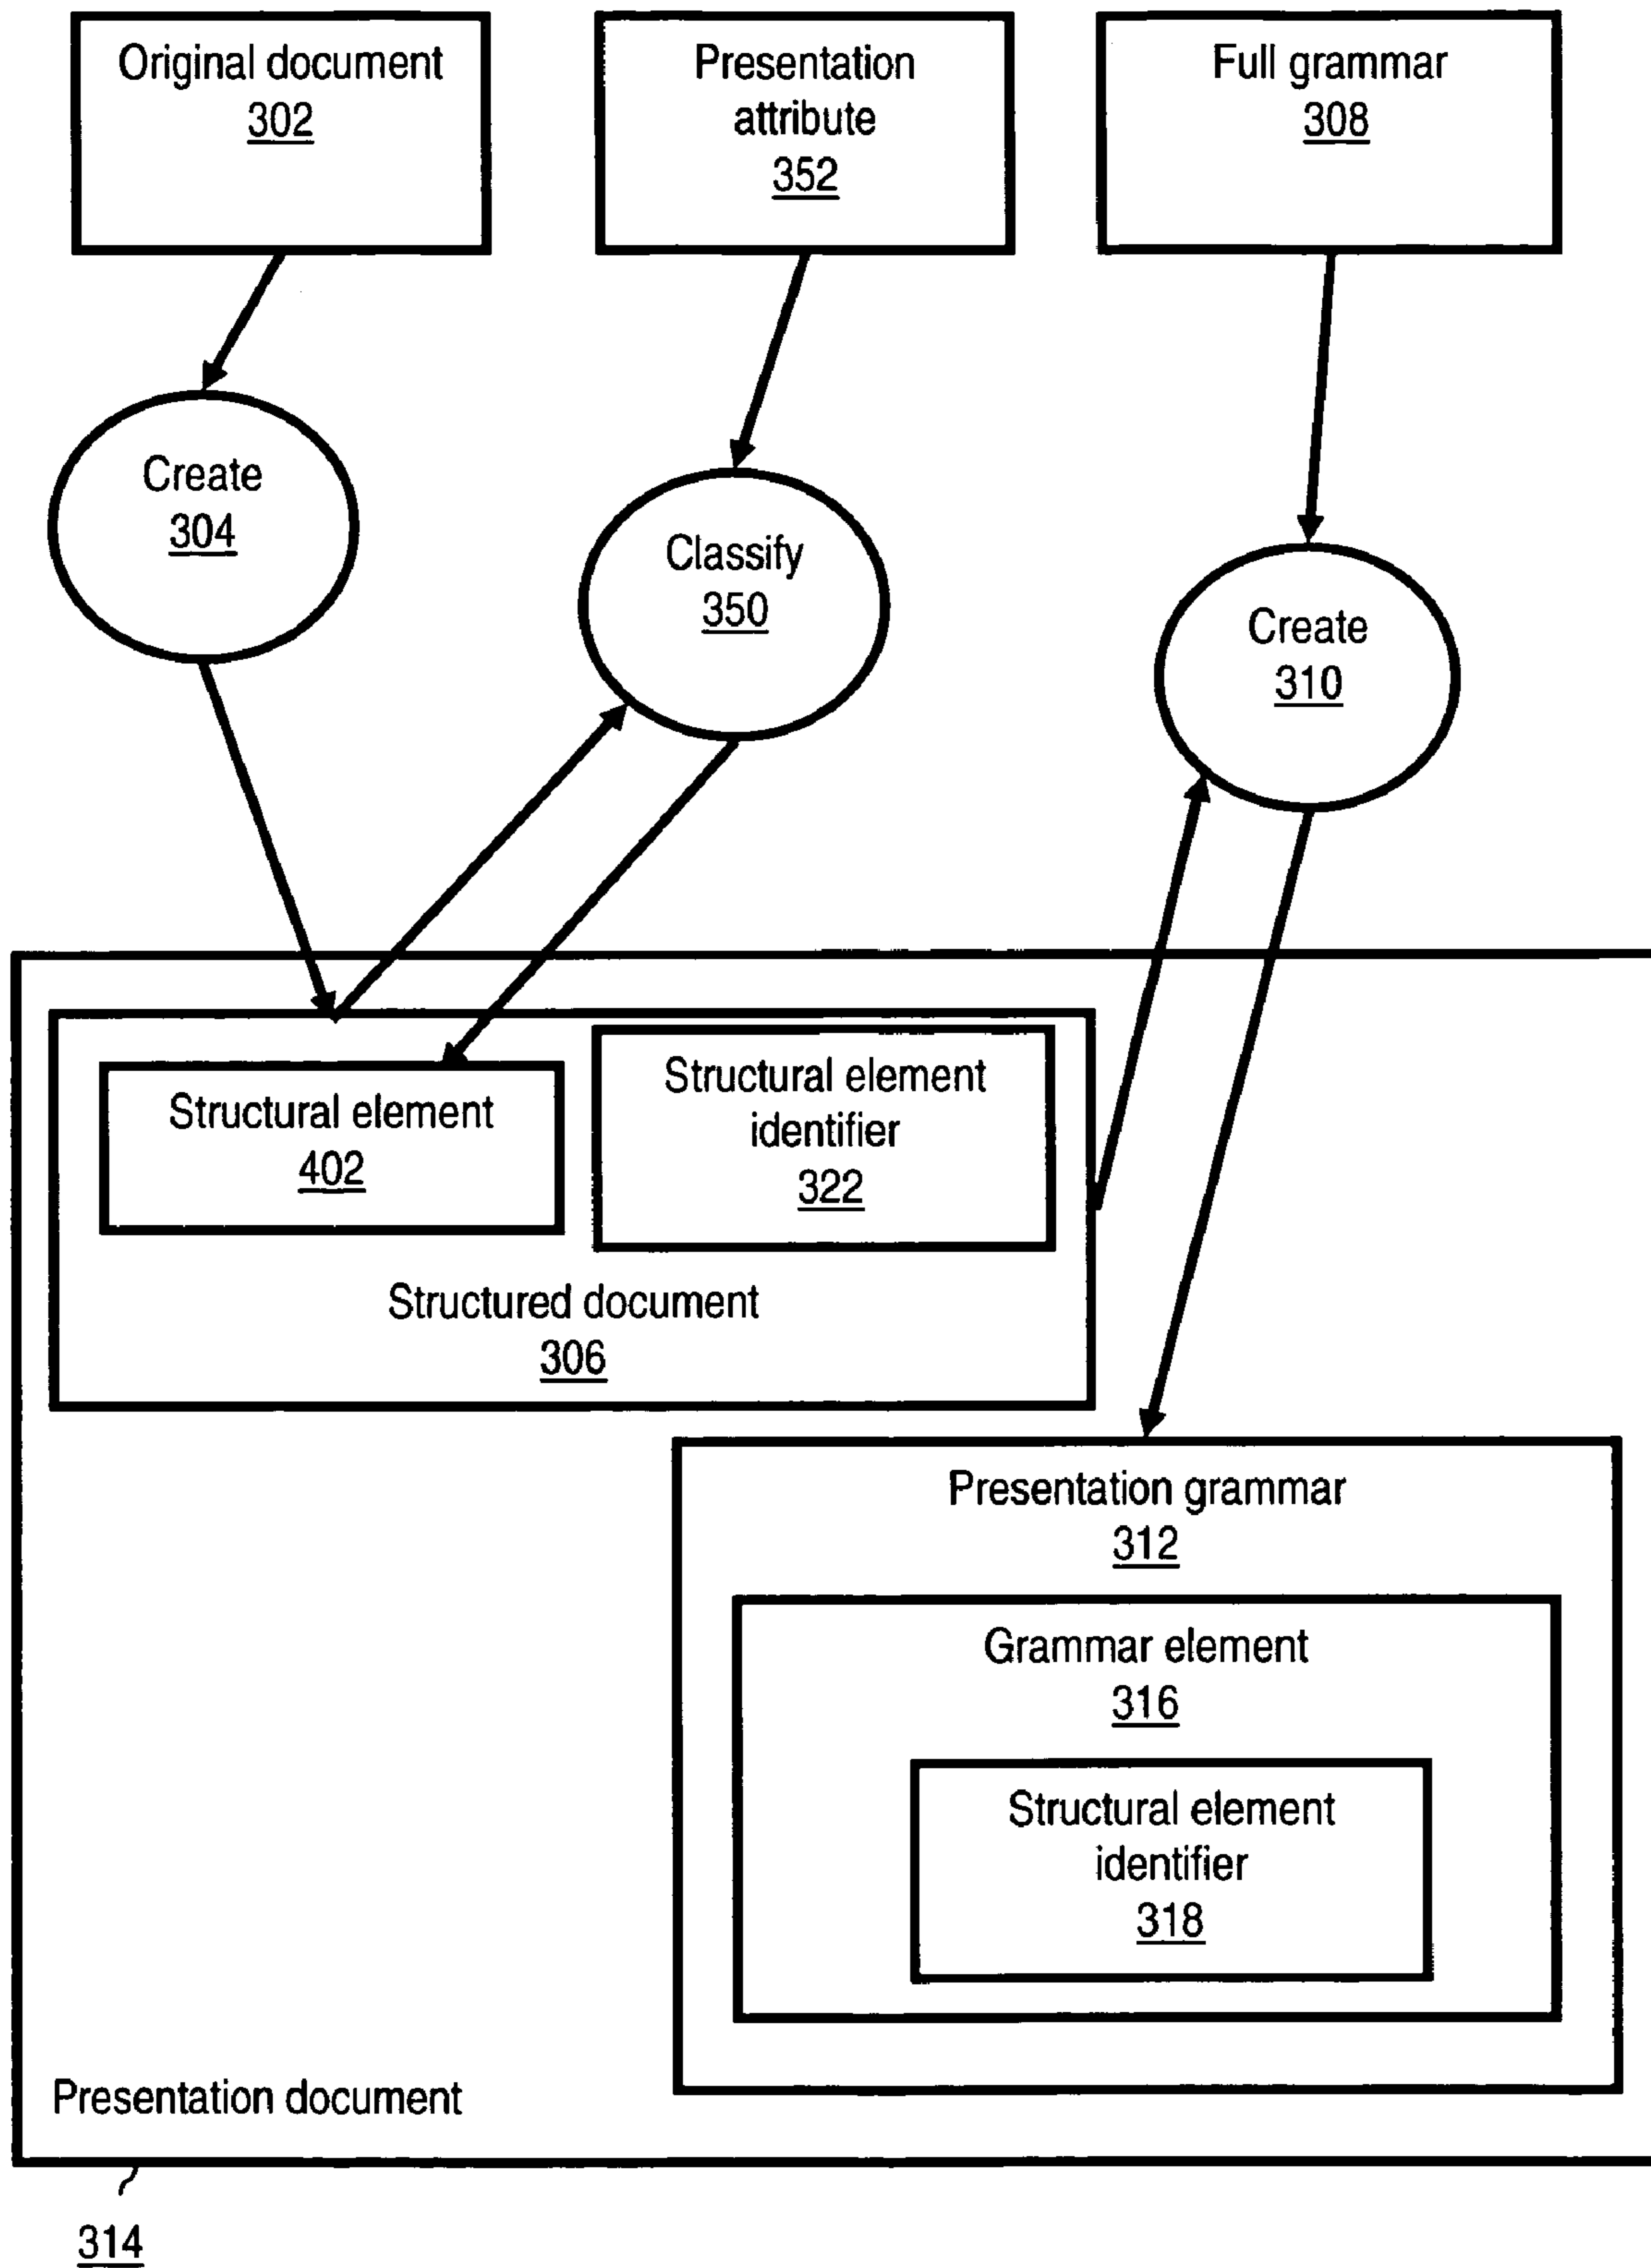 Original document
302
Presentation
attribute
352
Full grammar
308
Create
304
Classify
350
Create
310
Structural element
402
Structural element
identifier
322
Structured document
306
Presentation grammar
312
Grammar element
316
Structural element
identifier
318
Presentation document
314